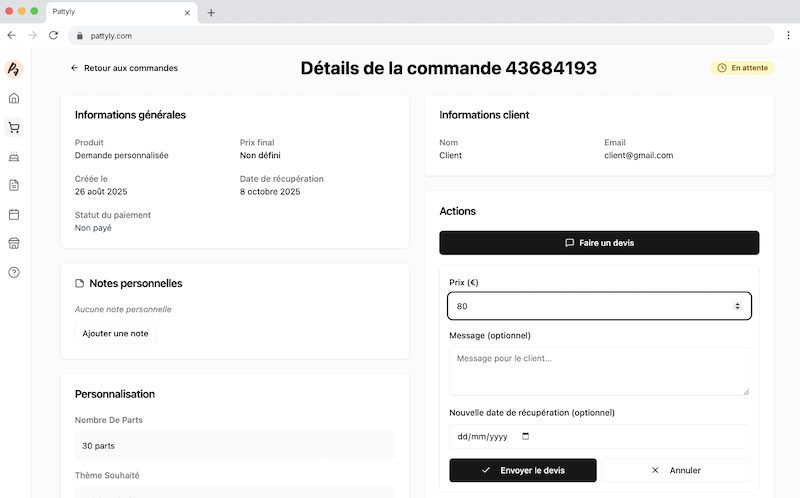 Pattyly
pattyly.com
Retour aux commandes
Détails de la commande 43684193
En attente
Informations générales
Produit
Prix final
Demande personnalisée
Non défini
Créée le
Date de récupération
26 août 2025
8 octobre 2025
Statut du paiement
Non payé
Notes personnelles
Aucune note personnelle
Ajouter une note
Personnalisation
Nombre De Parts
30 parts
Thème Souhaité
Informations client
Nom
Email
Client
client@gmail.com
Actions
Faire un devis
Prix (€)
80
Message (optionnel)
Message pour le client...
Nouvelle date de récupération (optionnel)
dd/mm/yyyy
Envoyer le devis
Annuler